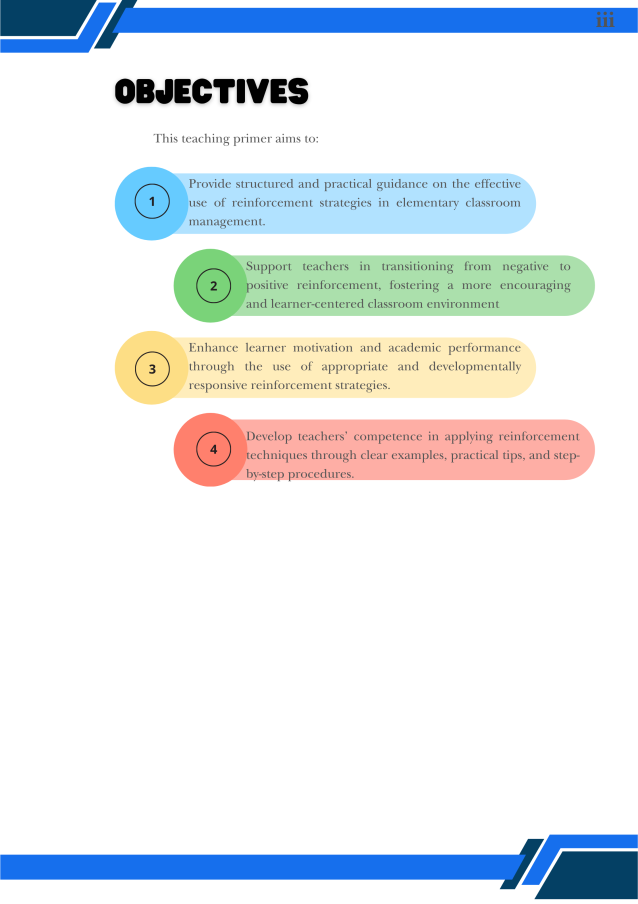 iii
OBJECTIVES
This teaching primer aims to:
1
Provide structured and practical guidance on the effective
use of reinforcement strategies in elementary classroom
management.
2
Support teachers in transitioning from negative to
positive reinforcement, fostering a more encouraging
and learner-centered classroom environment
3
Enhance learner motivation and academic performance
through the use of appropriate and developmentally
responsive reinforcement strategies.
4
Develop teachers’ competence in applying reinforcement
techniques through clear examples, practical tips, and step-
by-step procedures.